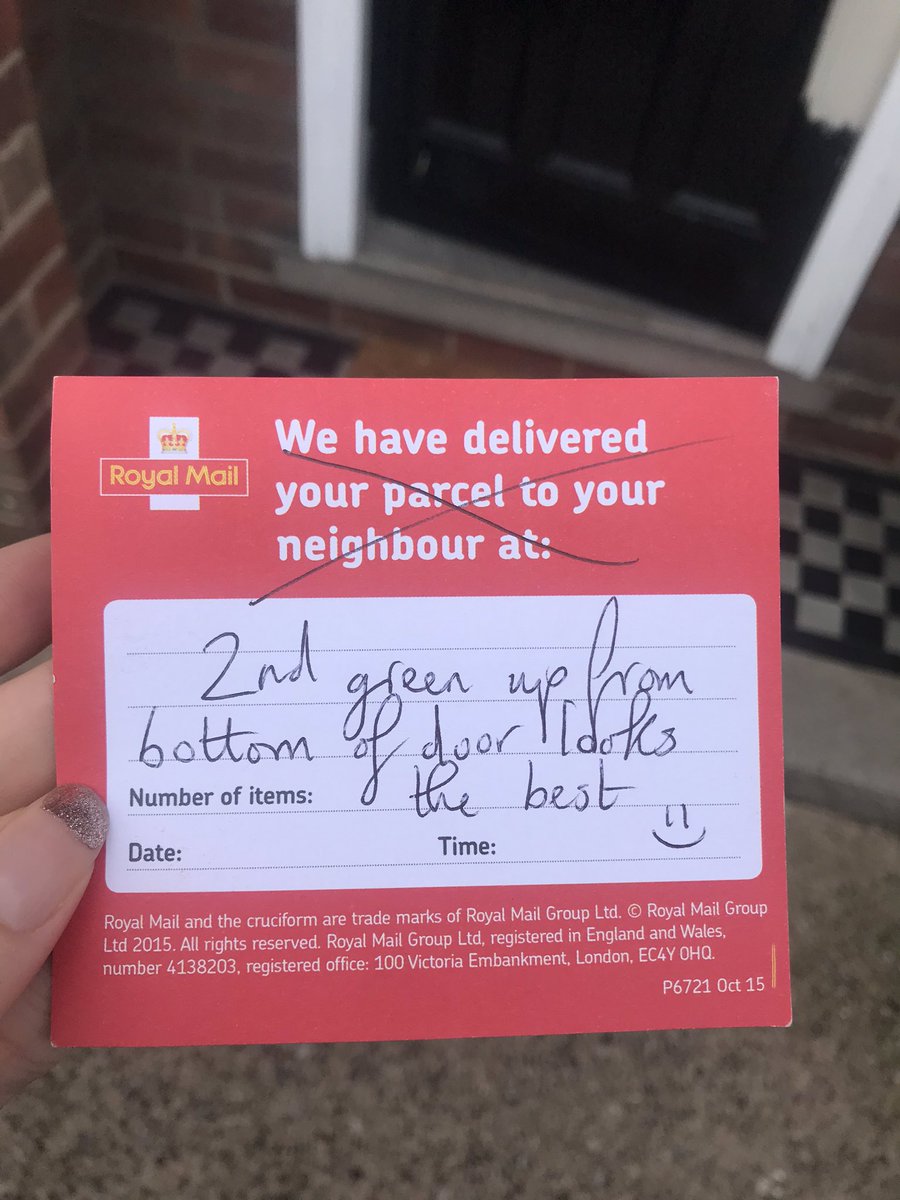 Royal Mail
We have delivered
your parcel to your
neighbour at:
2nd green up from
bottom of door looks
the best
Number of items:
Date: Time:
Royal Mail and the cruciform are trade marks of Royal Mail Group Ltd. © Royal Mail Group
Ltd 2015. All rights reserved. Royal Mail Group Ltd, registered in England and Wales,
number 4138203, registered office: 100 Victoria Embankment, London, EC4Y 0HQ.
P6721 Oct 15